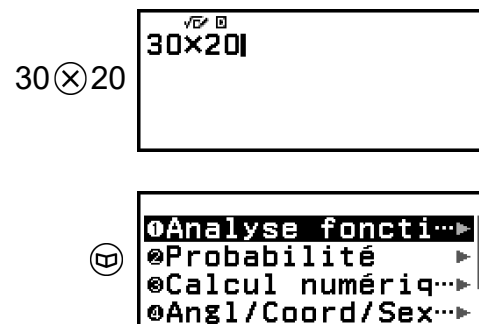 √▱/ D
30×20
30×20
❶Analyse foncti…▶
❷Probabilité ▶
❸Calcul numériq…▶
❹Angl/Coord/Sex…▶